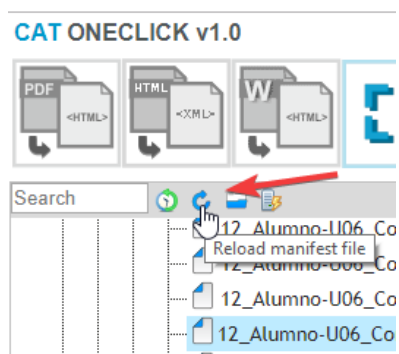 CAT ONECLICK v1.0
PDF
<HTML>
HTML
<XML>
W
<HTML>
Search
12_Alumno-U06_Co
Reload manifest file
12_Alumno-U06_Co
12_Alumno-U06_Co
12_Alumno-U06_Co